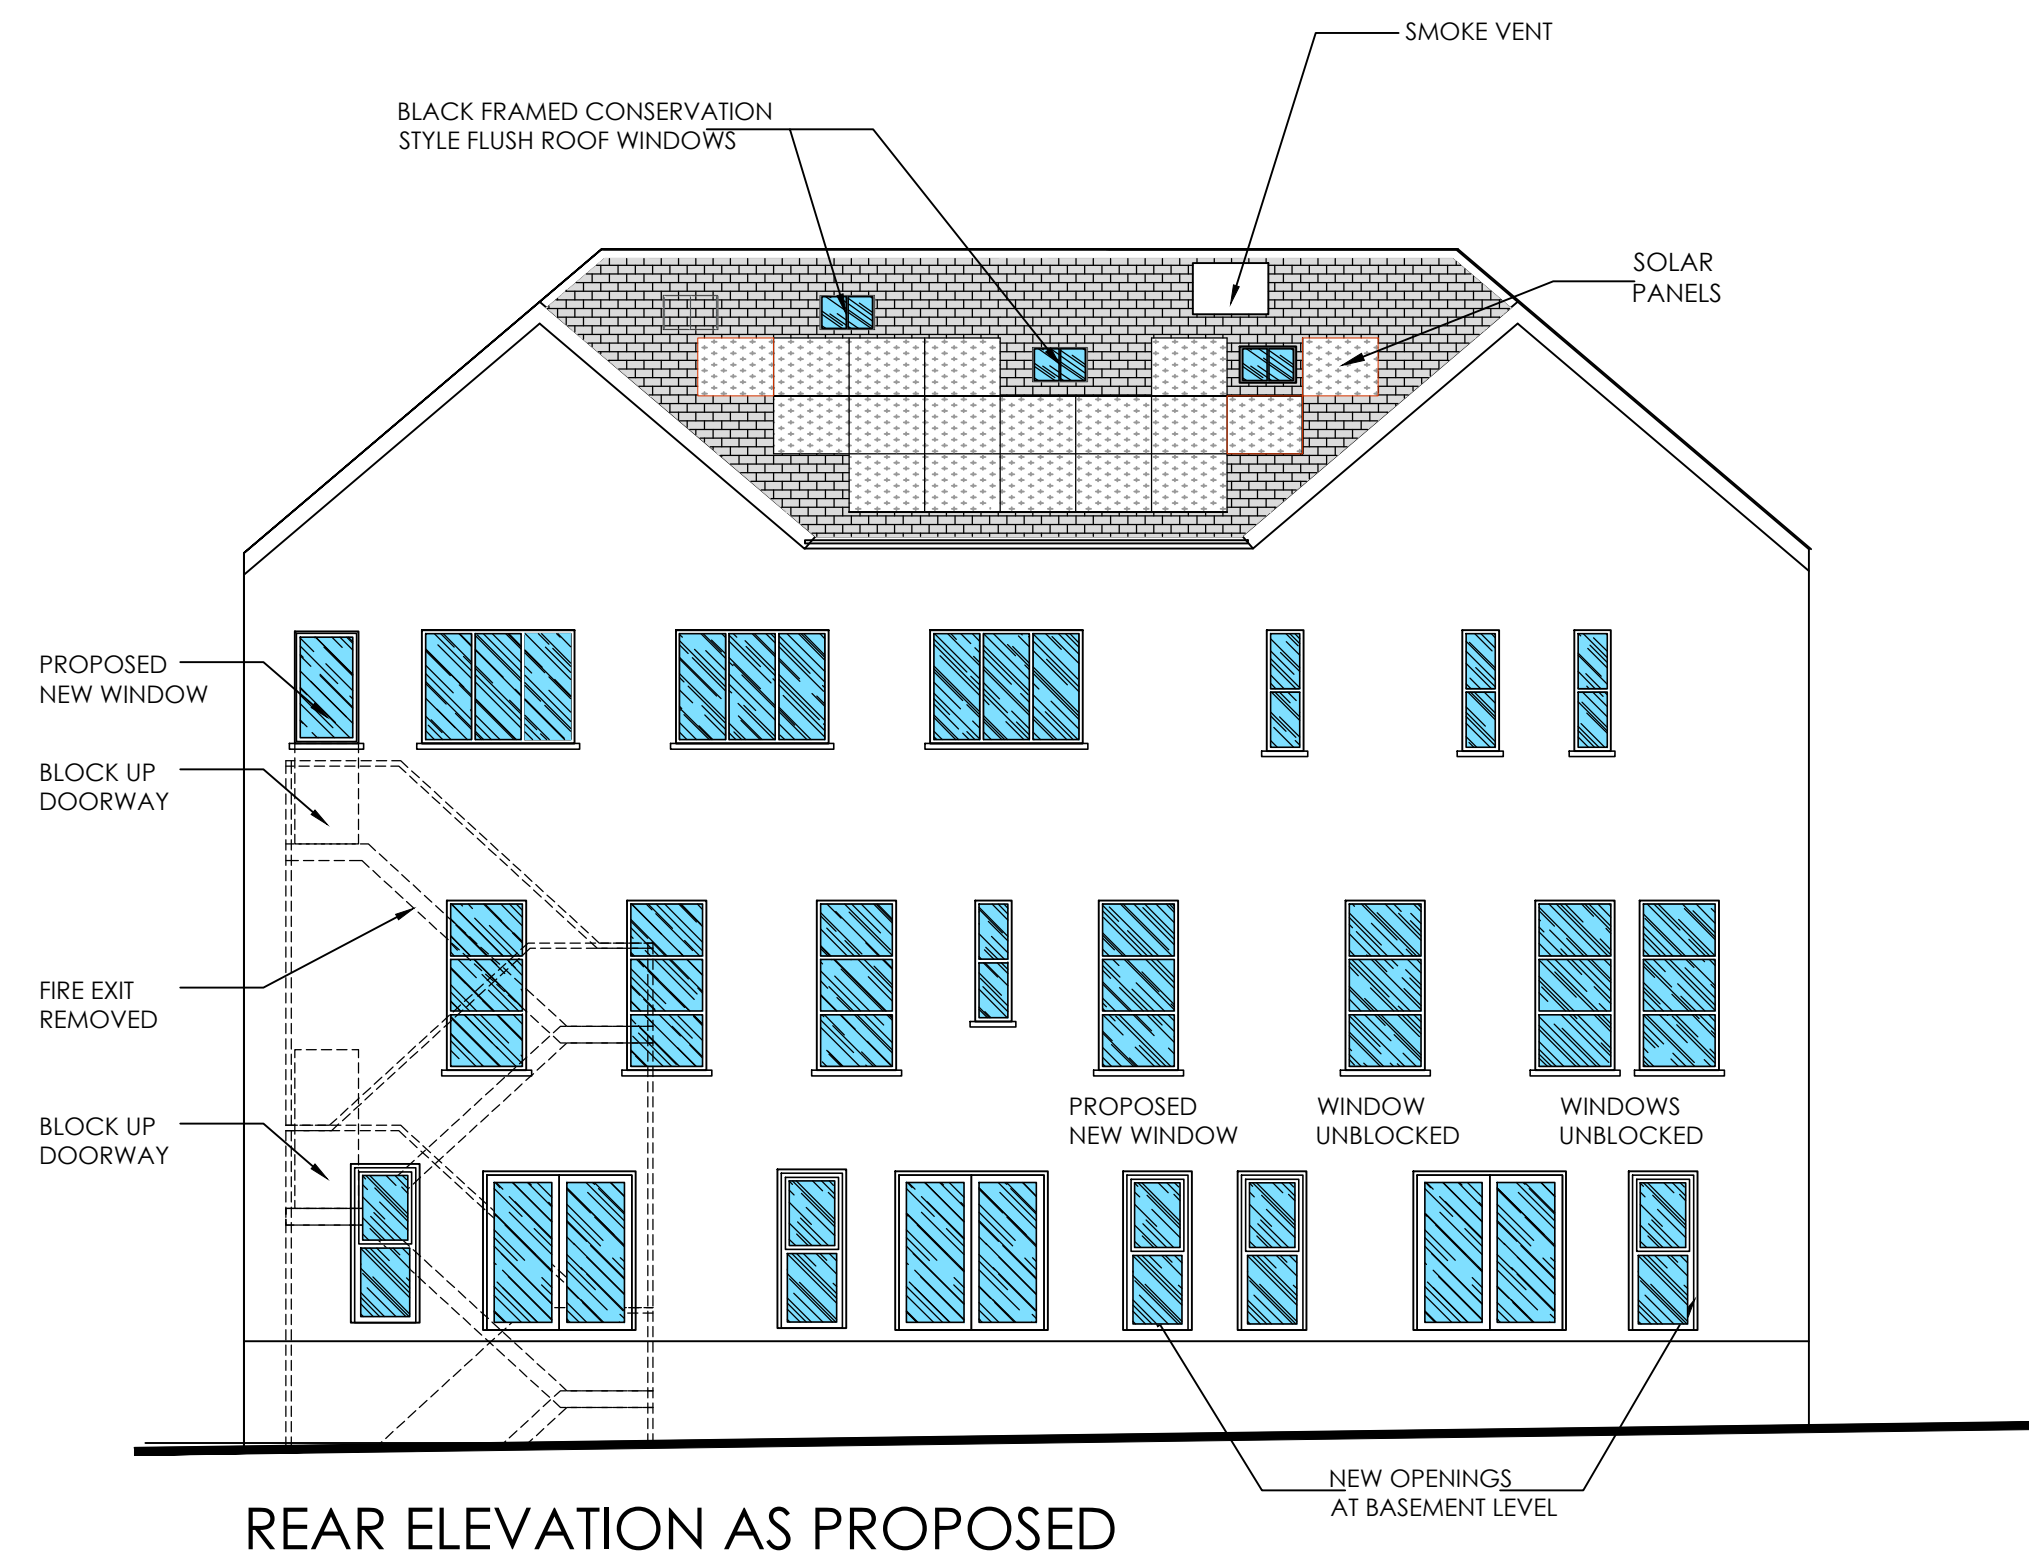 SMOKE VENT
BLACK FRAMED CONSERVATION
STYLE FLUSH ROOF WINDOWS
SOLAR
PANELS
PROPOSED
NEW WINDOW
BLOCK UP
DOORWAY
FIRE EXIT
REMOVED
BLOCK UP
DOORWAY
PROPOSED
NEW WINDOW
WINDOW
UNBLOCKED
WINDOWS
UNBLOCKED
NEW OPENINGS
AT BASEMENT LEVEL
REAR ELEVATION AS PROPOSED